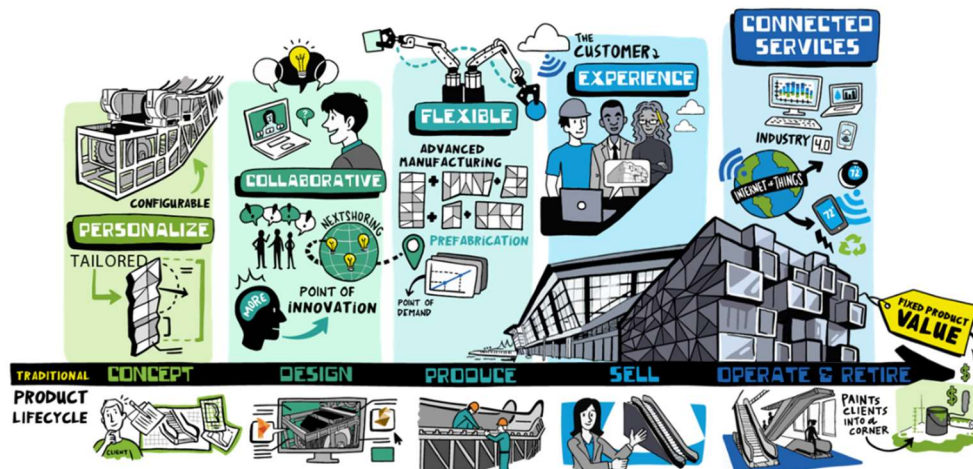 CONFIGURABLE
PERSONALIZE
TAILORED
?
COLLABORATIVE
NEXTSHORING
MORE
POINT OF
INNOVATION
FLEXIBLE
ADVANCED
MANUFACTURING
+ +
+ +
PREFABRICATION
POINT OF
DEMAND
THE
CUSTOMER
EXPERIENCE
CONNECTED
SERVICES
INDUSTRY 4.0
INTERNET of THINGS
72
72
FIXED PRODUCT
VALUE
TRADITIONAL CONCEPT DESIGN PRODUCE SELL OPERATE & RETIRE
PRODUCT
LIFECYCLE
CLIENT
PAINTS
CLIENTS
INTO a
CORNER
$
$